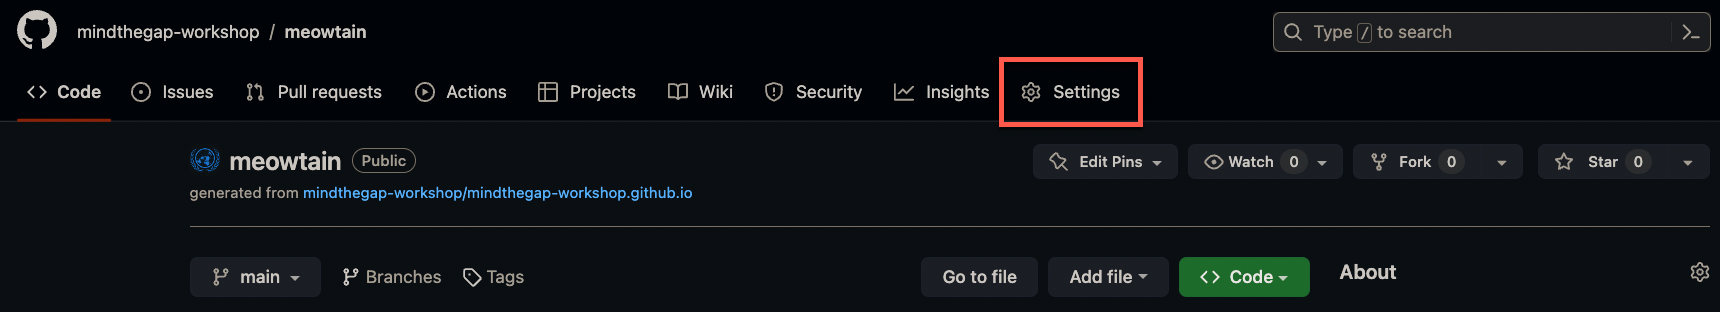 mindthegap-workshop / meowtain
Type / to search
Code Issues Pull requests Actions Projects Wiki Security Insights Settings
meowtain Public
Edit Pins Watch 0 Fork 0 Star 0
generated from mindthegap-workshop/mindthegap-workshop.github.io
main Branches Tags Go to file Add file Code About